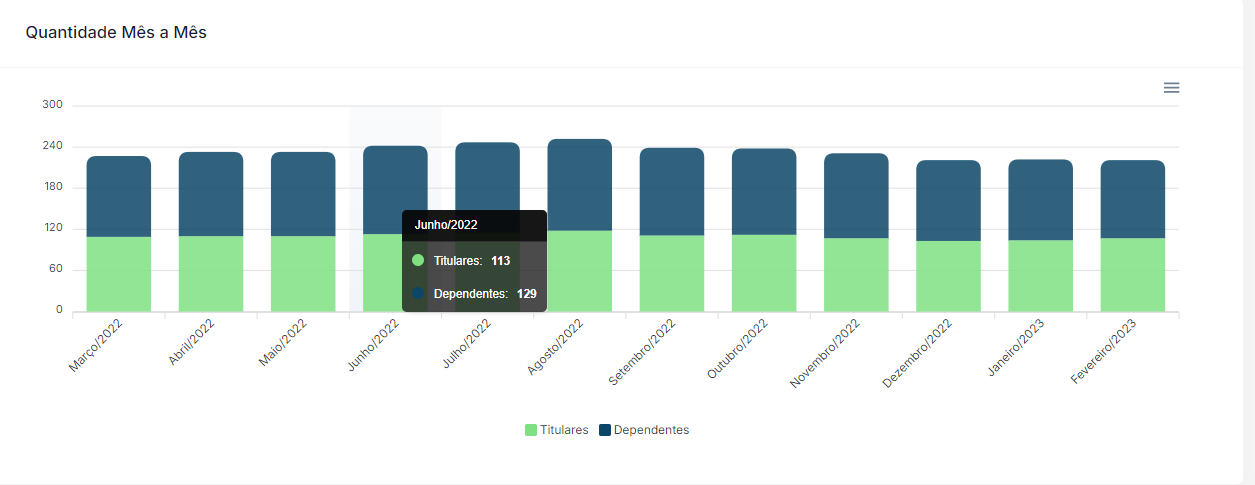 Quantidade Mês a Mês
300
240
180
120
60
0
Junho/2022
Titulares: 113
Dependentes: 129
Março/2022
Abril/2022
Maio/2022
Junho/2022
Julho/2022
Agosto/2022
Setembro/2022
Outubro/2022
Novembro/2022
Dezembro/2022
Janeiro/2023
Fevereiro/2023
Titulares Dependentes